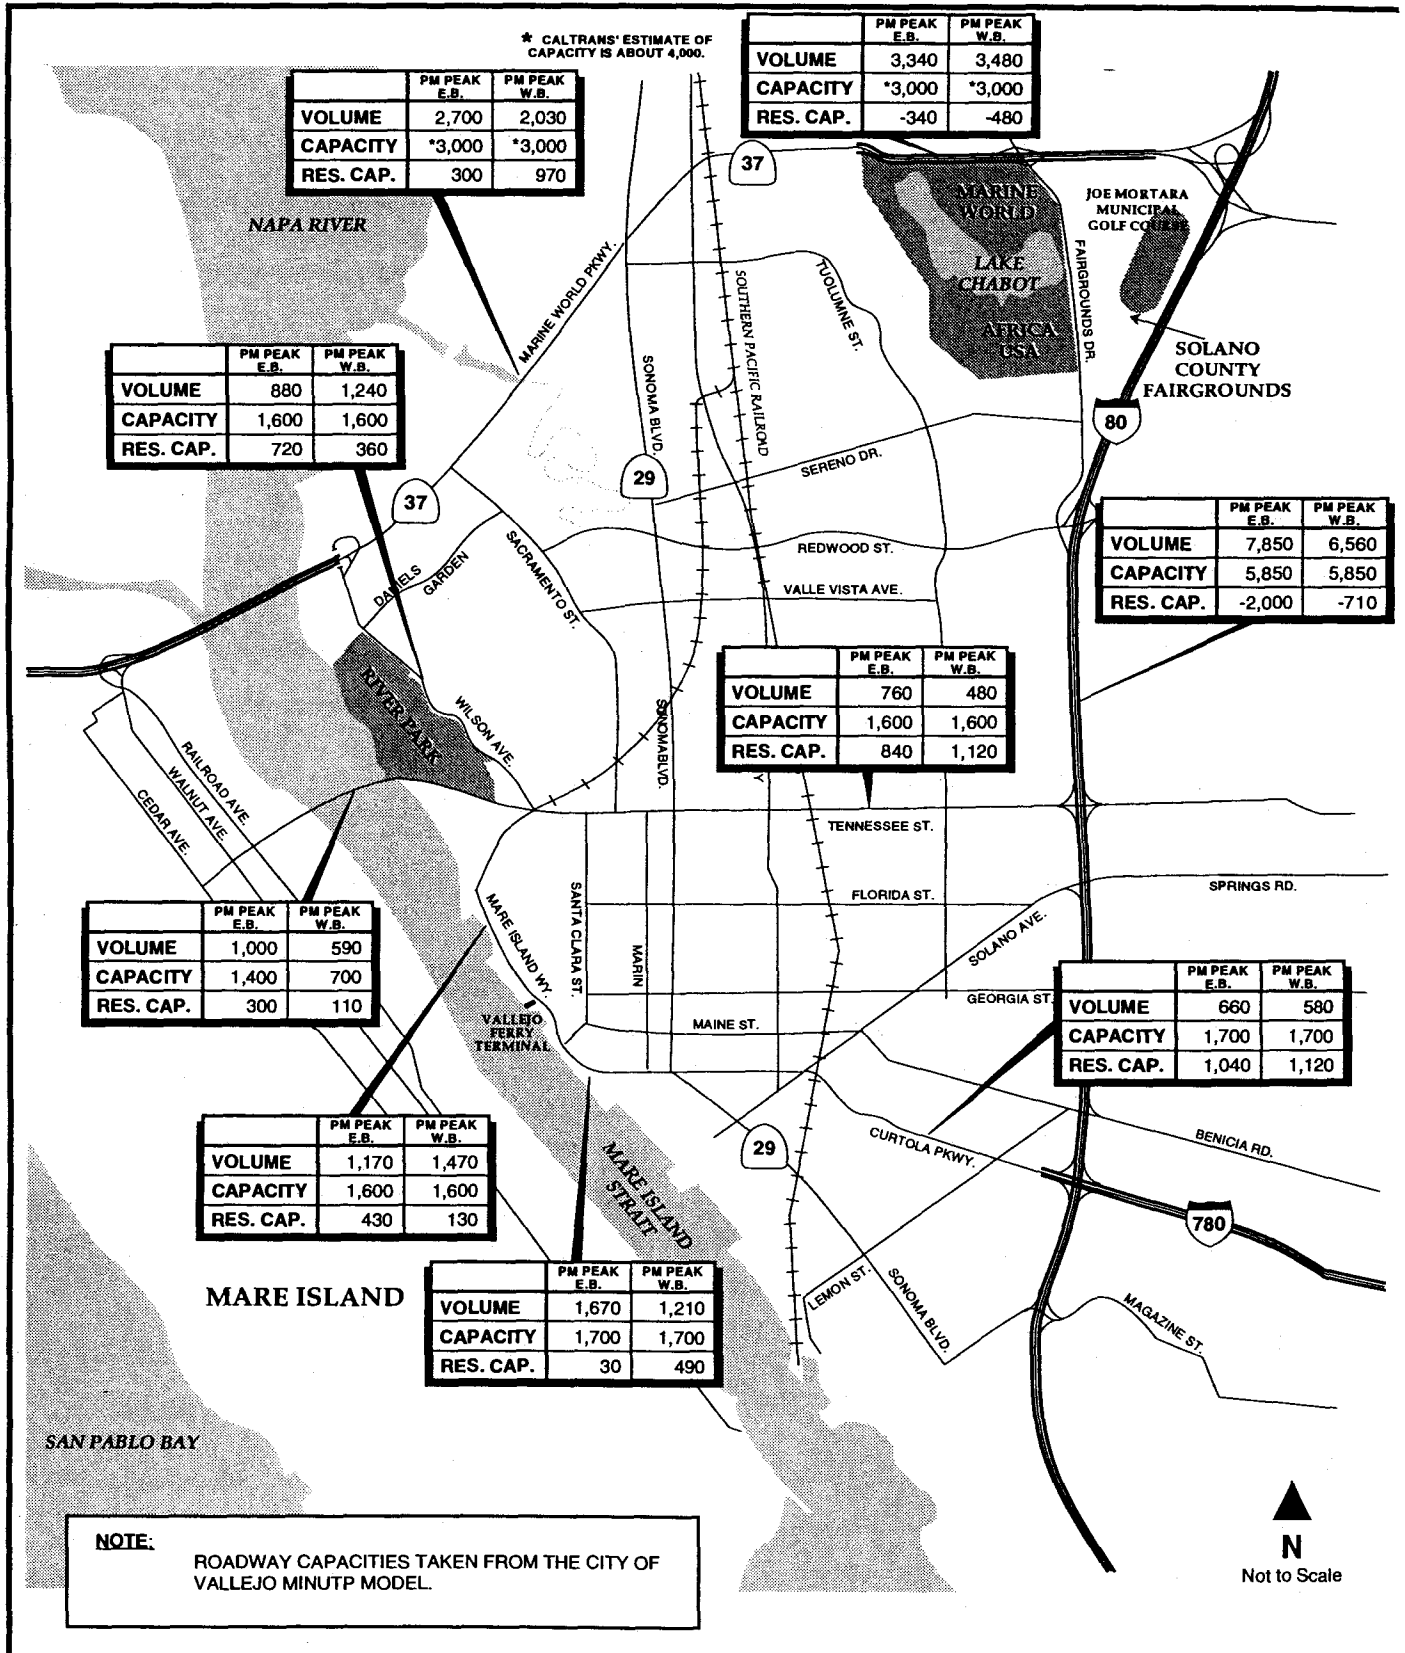 * CALTRANS' ESTIMATE OF
CAPACITY IS ABOUT 4,000.
PM PEAK E.B. PM PEAK W.B.
VOLUME 3,340 3,480
CAPACITY *3,000 *3,000
RES. CAP. -340 -480
PM PEAK E.B. PM PEAK W.B.
VOLUME 2,700 2,030
CAPACITY *3,000 *3,000
RES. CAP. 300 970
37
MARINE
WORLD
JOE MORTARA
MUNICIPAL
GOLF COURSE
NAPA RIVER
MARINE WORLD PKWY.
LAKE
CHABOT
AFRICA
USA
FAIRGROUNDS DR.
TUOLUMNE ST.
SOUTHERN PACIFIC RAILROAD
SONOMA BLVD.
SOLANO
COUNTY
FAIRGROUNDS
PM PEAK E.B. PM PEAK W.B.
VOLUME 880 1,240
CAPACITY 1,600 1,600
RES. CAP. 720 360
80
SERENO DR.
29
37
PM PEAK E.B. PM PEAK W.B.
VOLUME 7,850 6,560
CAPACITY 5,850 5,850
RES. CAP. -2,000 -710
REDWOOD ST.
SACRAMENTO ST.
DANIELS
GARDEN
VALLE VISTA AVE.
PM PEAK E.B. PM PEAK W.B.
VOLUME 760 480
CAPACITY 1,600 1,600
RES. CAP. 840 1,120
RIVER PARK
WILSON AVE.
SONOMA BLVD.
Y
RAILROAD AVE.
WALNUT AVE.
CEDAR AVE.
TENNESSEE ST.
FLORIDA ST.
SPRINGS RD.
SOLANO AVE.
PM PEAK E.B. PM PEAK W.B.
VOLUME 1,000 590
CAPACITY 1,400 700
RES. CAP. 300 110
MARE ISLAND WY.
SANTA CLARA ST.
MARIN
GEORGIA ST.
PM PEAK E.B. PM PEAK W.B.
VOLUME 660 580
CAPACITY 1,700 1,700
RES. CAP. 1,040 1,120
VALLEJO
FERRY
TERMINAL
MAINE ST.
PM PEAK E.B. PM PEAK W.B.
VOLUME 1,170 1,470
CAPACITY 1,600 1,600
RES. CAP. 430 130
29
CURTOLA PKWY.
BENICIA RD.
MARE ISLAND
STRAIT
780
MARE ISLAND
PM PEAK E.B. PM PEAK W.B.
VOLUME 1,670 1,210
CAPACITY 1,700 1,700
RES. CAP. 30 490
LEMON ST.
SONOMA BLVD.
MAGAZINE ST.
SAN PABLO BAY
NOTE:
ROADWAY CAPACITIES TAKEN FROM THE CITY OF
VALLEJO MINUTP MODEL.
N
Not to Scale